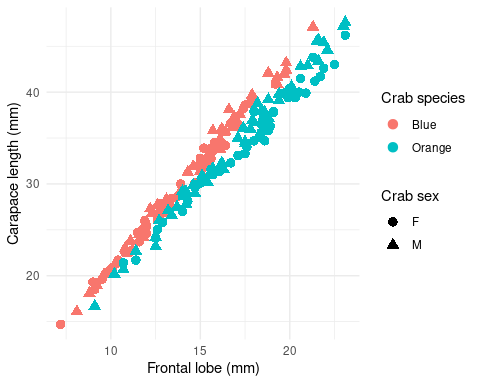 40
30
20
10
15
20
Carapace length (mm)
Frontal lobe (mm)
Crab species
Blue
Orange
Crab sex
F
M